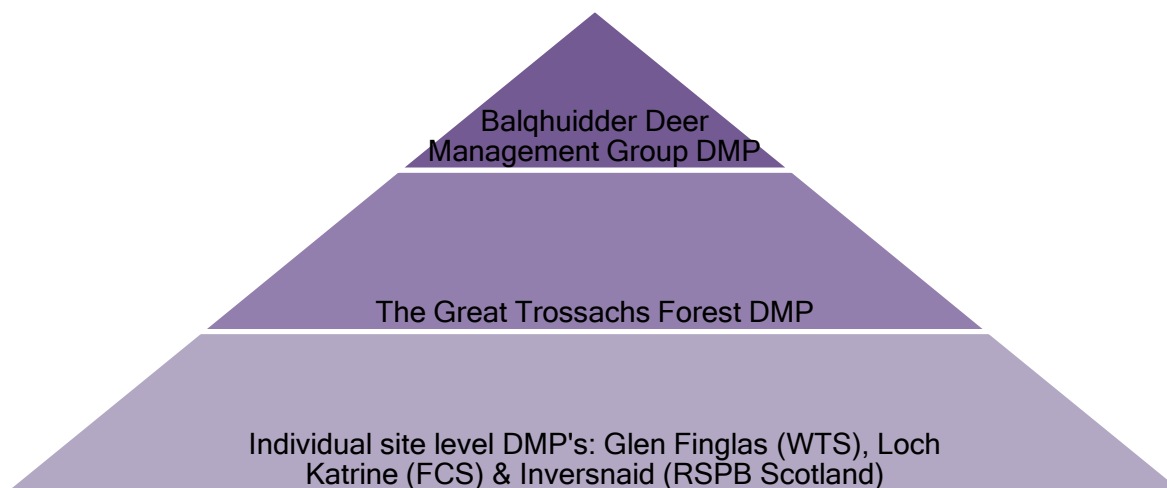 Balqhuidder Deer
Management Group DMP
The Great Trossachs Forest DMP
Individual site level DMP's: Glen Finglas (WTS), Loch
Katrine (FCS) & Inversnaid (RSPB Scotland)